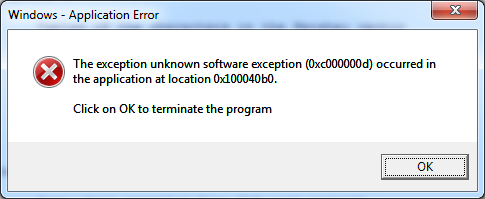 Windows - Application Error
The exception unknown software exception (0xc000000d) occurred in
the application at location 0x100040b0.
Click on OK to terminate the program
OK